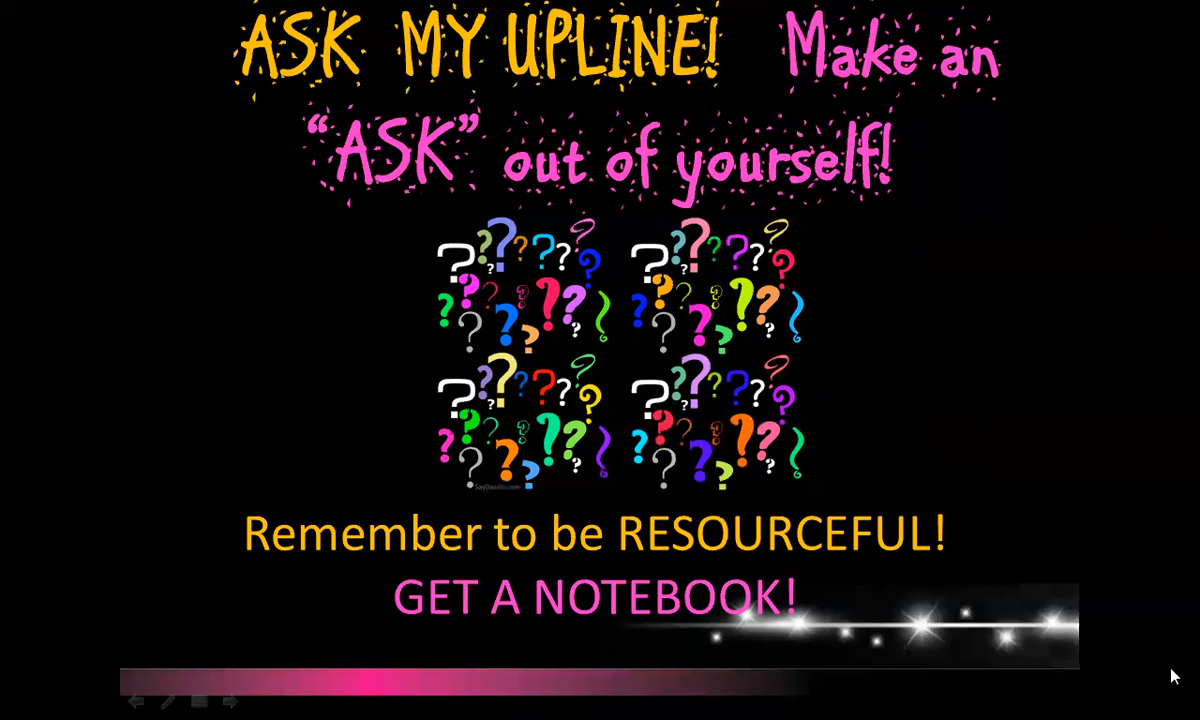 ASK MY UPLINE! Make an
“ASK” out of yourself!
Remember to be RESOURCEFUL!
GET A NOTEBOOK!